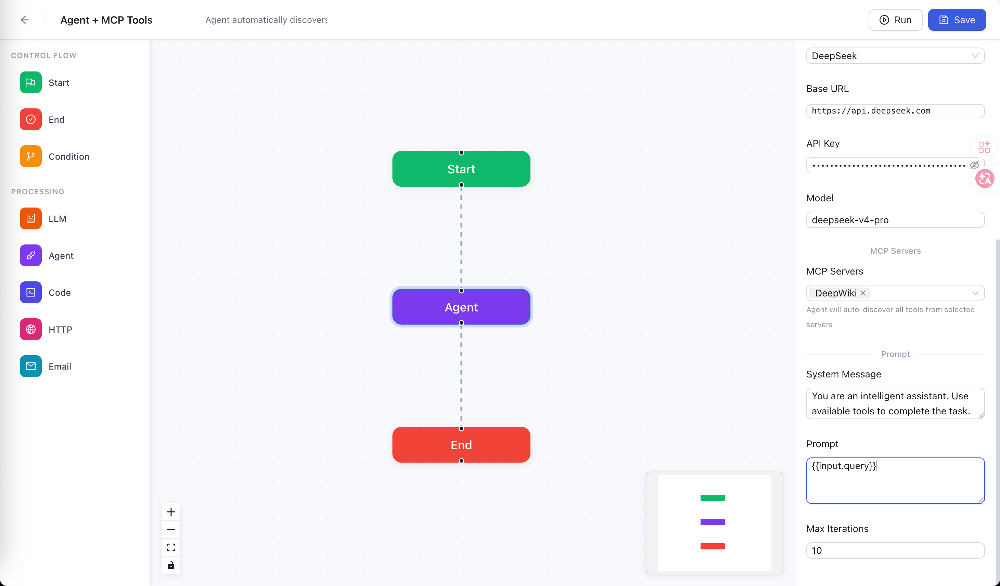 Agent + MCP Tools
Agent automatically discovers
Run
Save
CONTROL FLOW
Start
End
Condition
PROCESSING
LLM
Agent
Code
HTTP
Email
Start
Agent
End
DeepSeek
Base URL
https://api.deepseek.com
API Key
Model
deepseek-v4-pro
MCP Servers
MCP Servers
DeepWiki
Agent will auto-discover all tools from selected
servers
Prompt
System Message
You are an intelligent assistant. Use
available tools to complete the task.
Prompt
{{input.query}}
Max Iterations
10